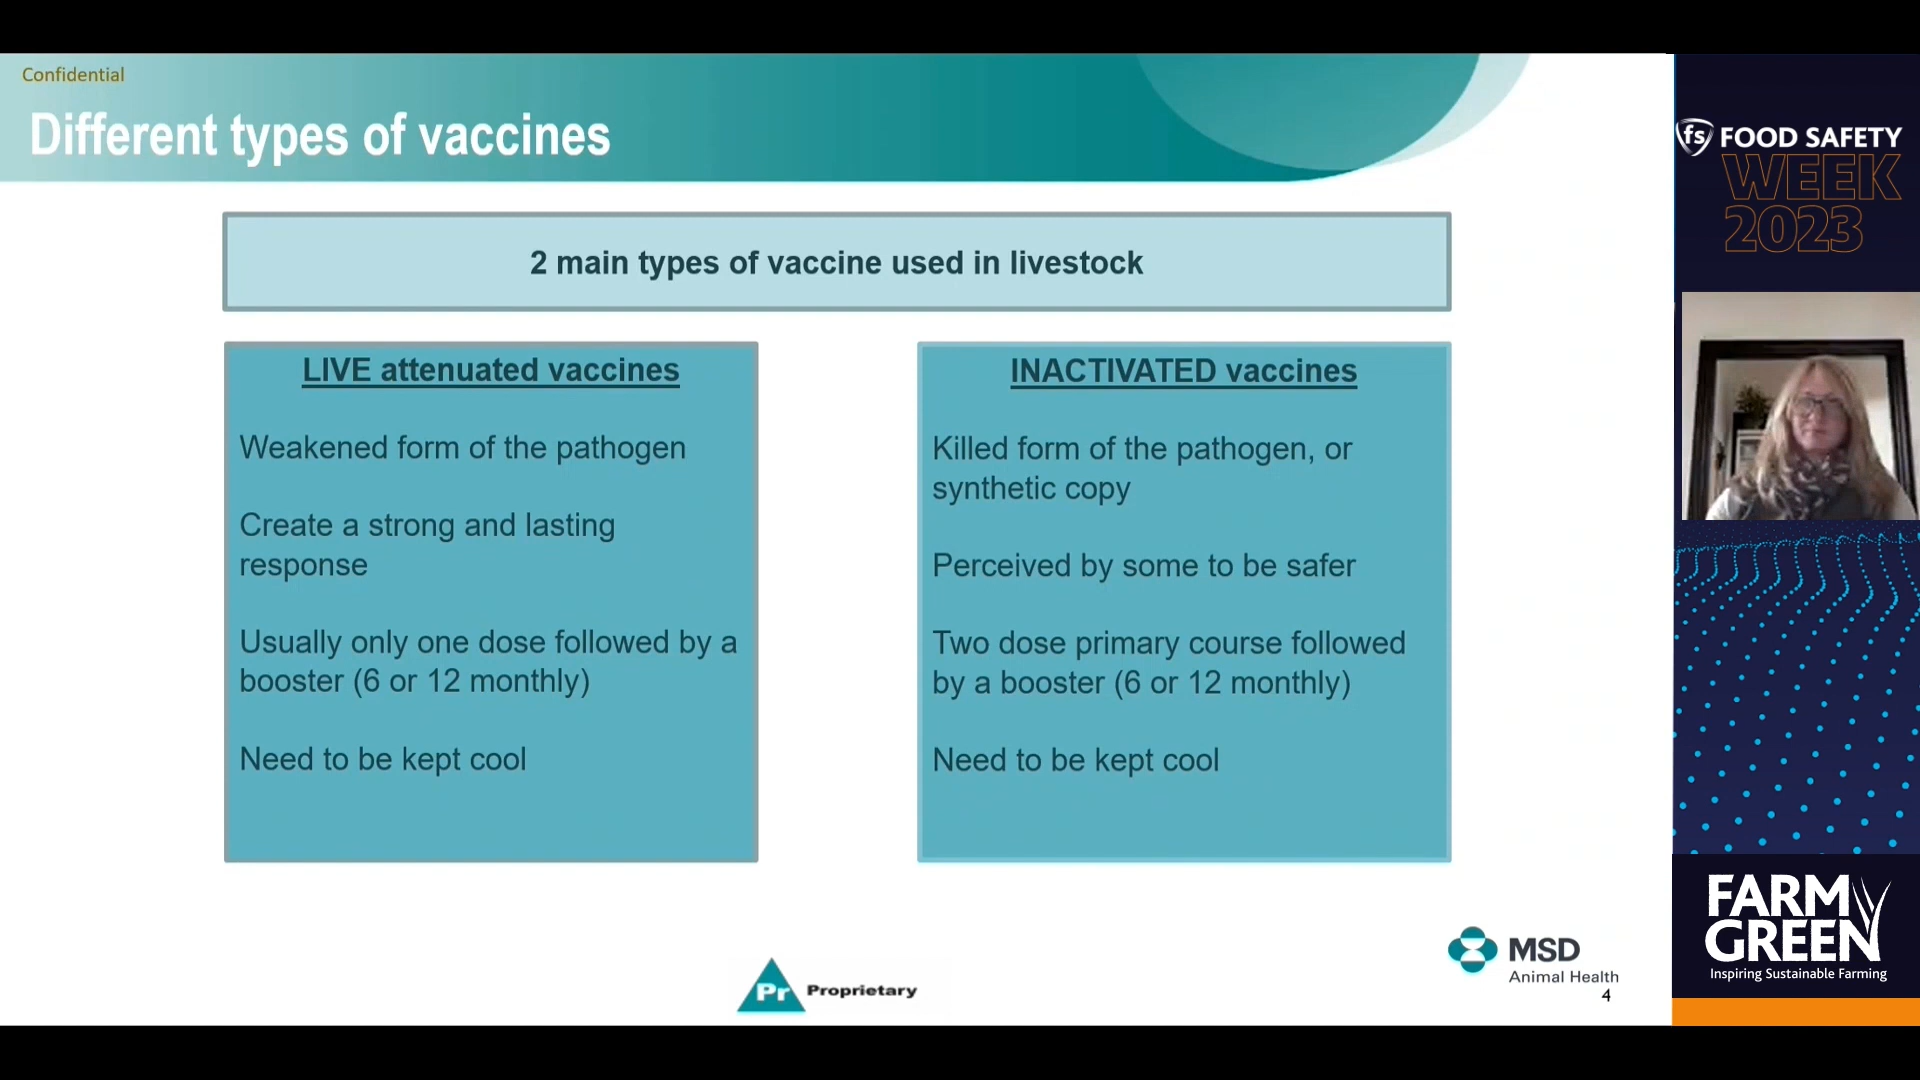 Confidential
Different types of vaccines
2 main types of vaccine used in livestock
LIVE attenuated vaccines
Weakened form of the pathogen
Create a strong and lasting
response
Usually only one dose followed by a
booster (6 or 12 monthly)
Need to be kept cool
INACTIVATED vaccines
Killed form of the pathogen, or
synthetic copy
Perceived by some to be safer
Two dose primary course followed
by a booster (6 or 12 monthly)
Need to be kept cool
Pr Proprietary
MSD
Animal Health
4
fs FOOD SAFETY
WEEK
2023
FARM
GREEN
Inspiring Sustainable Farming